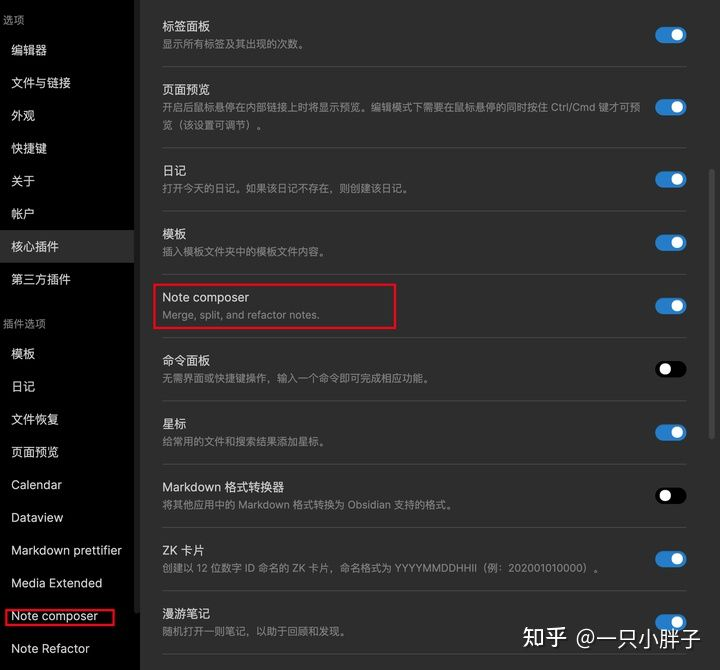 选项
编辑器
文件与链接
外观
快捷键
关于
帐户
核心插件
第三方插件
插件选项
模板
日记
文件恢复
页面预览
Calendar
Dataview
Markdown prettifier
Media Extended
Note composer
Note Refactor
标签面板
显示所有标签及其出现的次数。
页面预览
开启后鼠标悬停在内部链接上时将显示预览。编辑模式下需要在鼠标悬停的同时按住 Ctrl/Cmd 键才可预
览（该设置可调节）。
日记
打开今天的日记。如果该日记不存在，则创建该日记。
模板
插入模板文件夹中的模板文件内容。
Note composer
Merge, split, and refactor notes.
命令面板
无需界面或快捷键操作，输入一个命令即可完成相应功能。
星标
给常用的文件和搜索结果添加星标。
Markdown 格式转换器
将其他应用中的 Markdown 格式转换为 Obsidian 支持的格式。
ZK 卡片
创建以 12 位数字 ID 命名的 ZK 卡片，命名格式为 YYYYMMDDHHII（例：202001010000）。
漫游笔记
随机打开一则笔记，以助于回顾和发现。
知乎 @一只小胖子